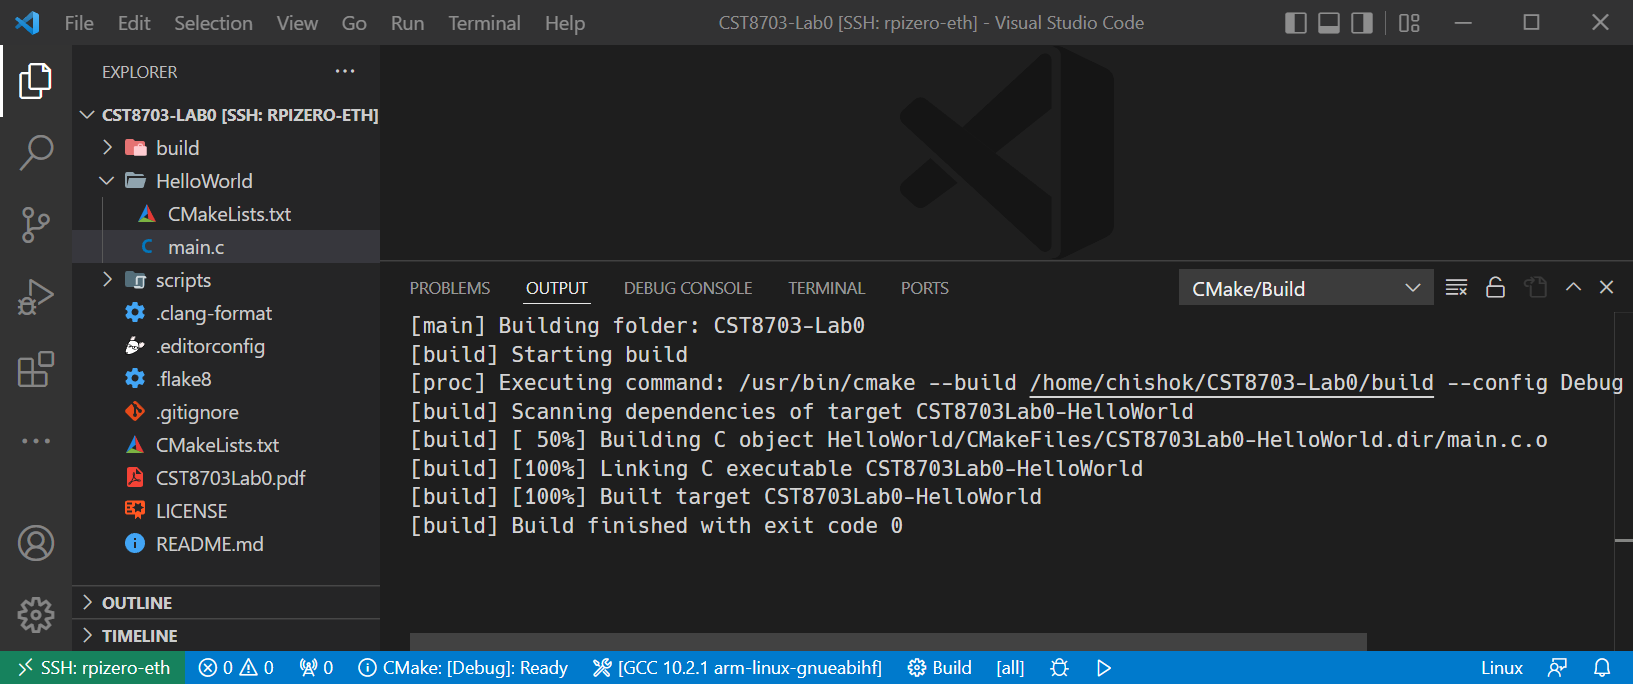 File Edit Selection View Go Run Terminal Help CST8703-Lab0 [SSH: rpizero-eth] - Visual Studio Code
EXPLORER
CST8703-LAB0 [SSH: RPIZERO-ETH]
build
HelloWorld
CMakeLists.txt
C main.c
scripts
.clang-format
.editorconfig
.flake8
.gitignore
CMakeLists.txt
CST8703Lab0.pdf
LICENSE
README.md
OUTLINE
TIMELINE
PROBLEMS OUTPUT DEBUG CONSOLE TERMINAL PORTS CMake/Build
[main] Building folder: CST8703-Lab0
[build] Starting build
[proc] Executing command: /usr/bin/cmake --build /home/chishok/CST8703-Lab0/build --config Debug
[build] Scanning dependencies of target CST8703Lab0-HelloWorld
[build] [ 50%] Building C object HelloWorld/CMakeFiles/CST8703Lab0-HelloWorld.dir/main.c.o
[build] [100%] Linking C executable CST8703Lab0-HelloWorld
[build] [100%] Built target CST8703Lab0-HelloWorld
[build] Build finished with exit code 0
SSH: rpizero-eth 0 0 0 CMake: [Debug]: Ready [GCC 10.2.1 arm-linux-gnueabihf] Build [all] Linux